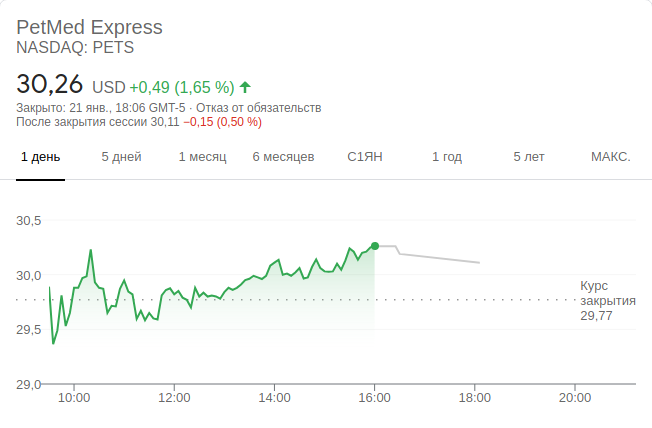 PetMed Express
NASDAQ: PETS
30,26 USD +0,49 (1,65 %)
Закрыто: 21 янв., 18:06 GMT-5 · Отказ от обязательств
После закрытия сессии 30,11 −0,15 (0,50 %)
1 день 5 дней 1 месяц 6 месяцев С1ЯН 1 год 5 лет МАКС.
30,5
30,0
Курс
закрытия
29,77
29,5
29,0
10:00 12:00 14:00 16:00 18:00 20:00